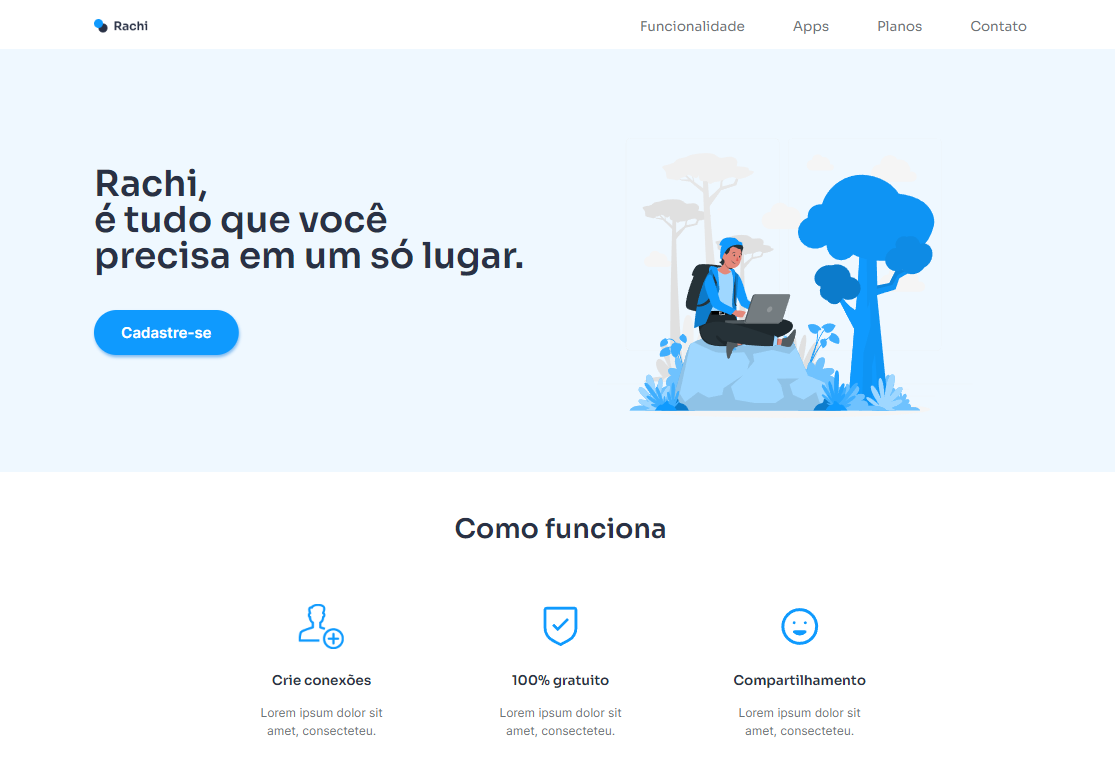 Rachi
Funcionalidade
Apps
Planos
Contato
Rachi,
é tudo que você
precisa em um só lugar.
Cadastre-se
Como funciona
Crie conexões
Lorem ipsum dolor sit
amet, consecteteu.
100% gratuito
Lorem ipsum dolor sit
amet, consecteteu.
Compartilhamento
Lorem ipsum dolor sit
amet, consecteteu.